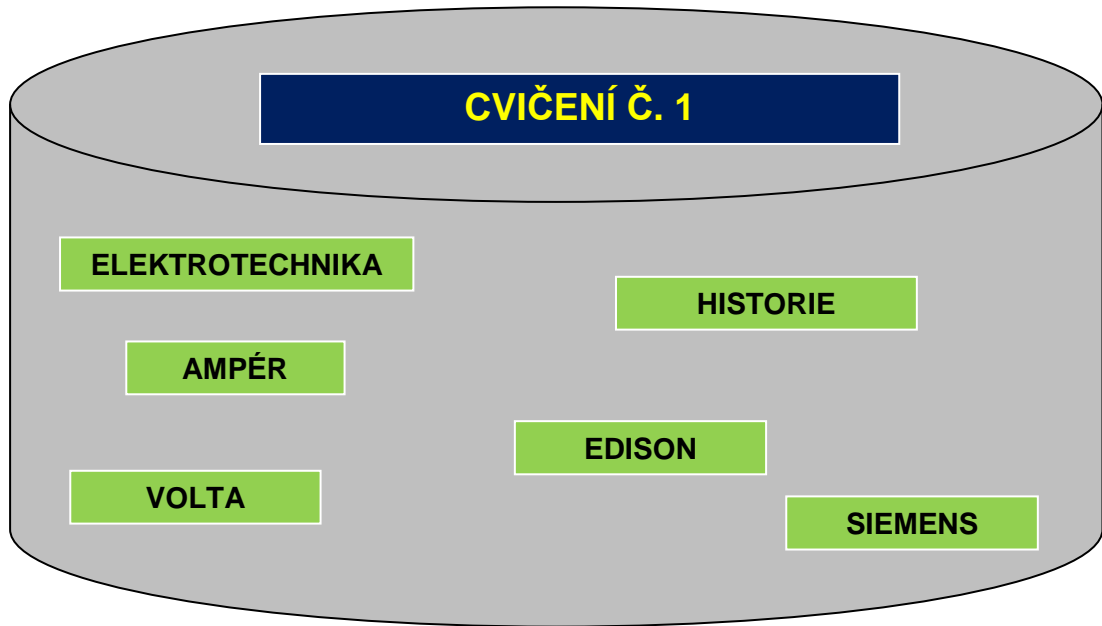 CVIČENÍ Č. 1
ELEKTROTECHNIKA
HISTORIE
AMPÉR
EDISON
VOLTA
SIEMENS